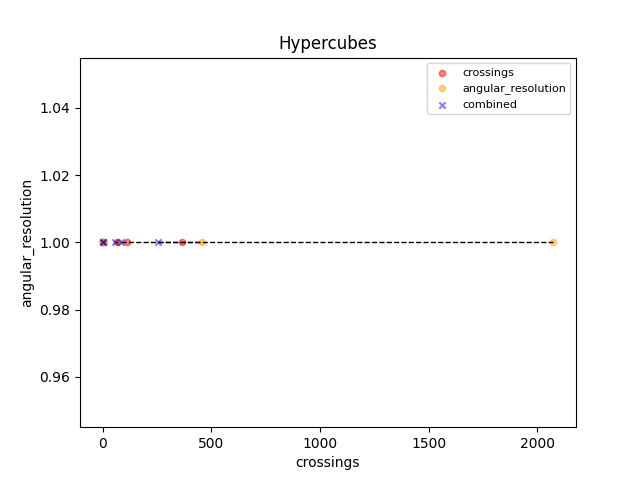 Hypercubes
crossings
angular_resolution
combined
1.04
1.02
1.00
0.98
0.96
angular_resolution
0
500
1000
1500
2000
crossings